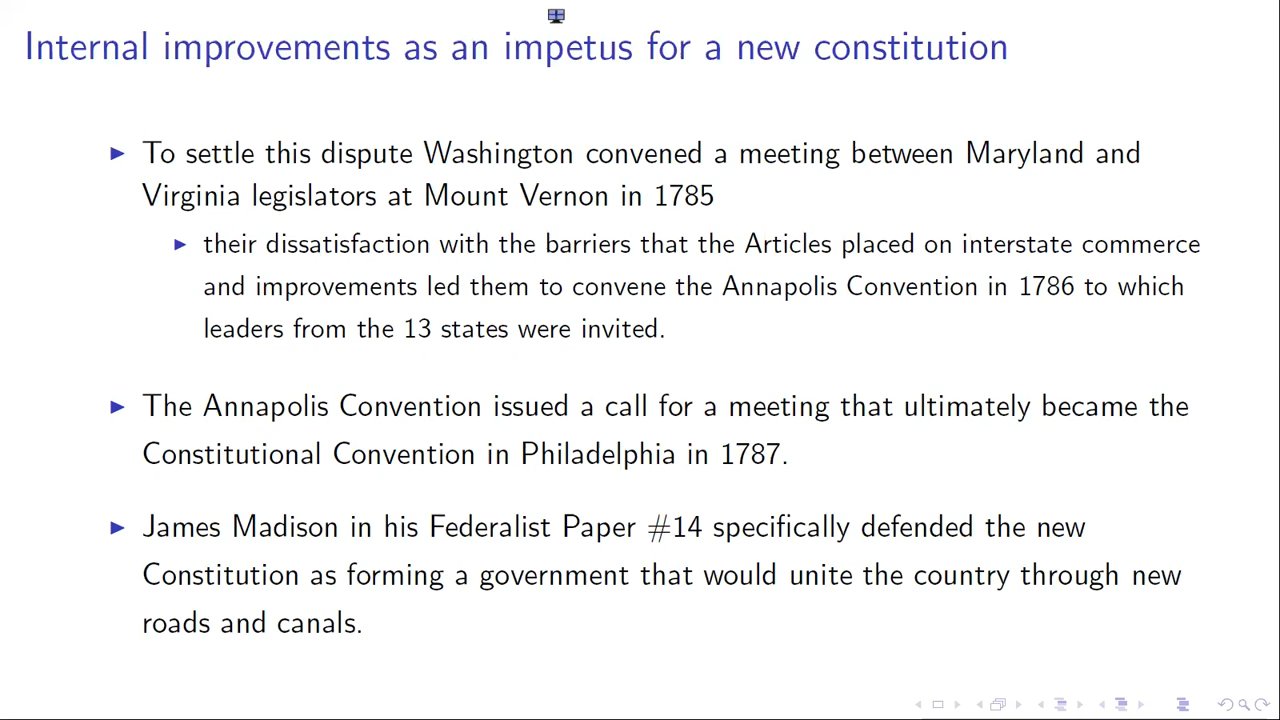 Internal improvements as an impetus for a new constitution
To settle this dispute Washington convened a meeting between Maryland and
Virginia legislators at Mount Vernon in 1785
their dissatisfaction with the barriers that the Articles placed on interstate commerce
and improvements led them to convene the Annapolis Convention in 1786 to which
leaders from the 13 states were invited.
The Annapolis Convention issued a call for a meeting that ultimately became the
Constitutional Convention in Philadelphia in 1787.
James Madison in his Federalist Paper #14 specifically defended the new
Constitution as forming a government that would unite the country through new
roads and canals.